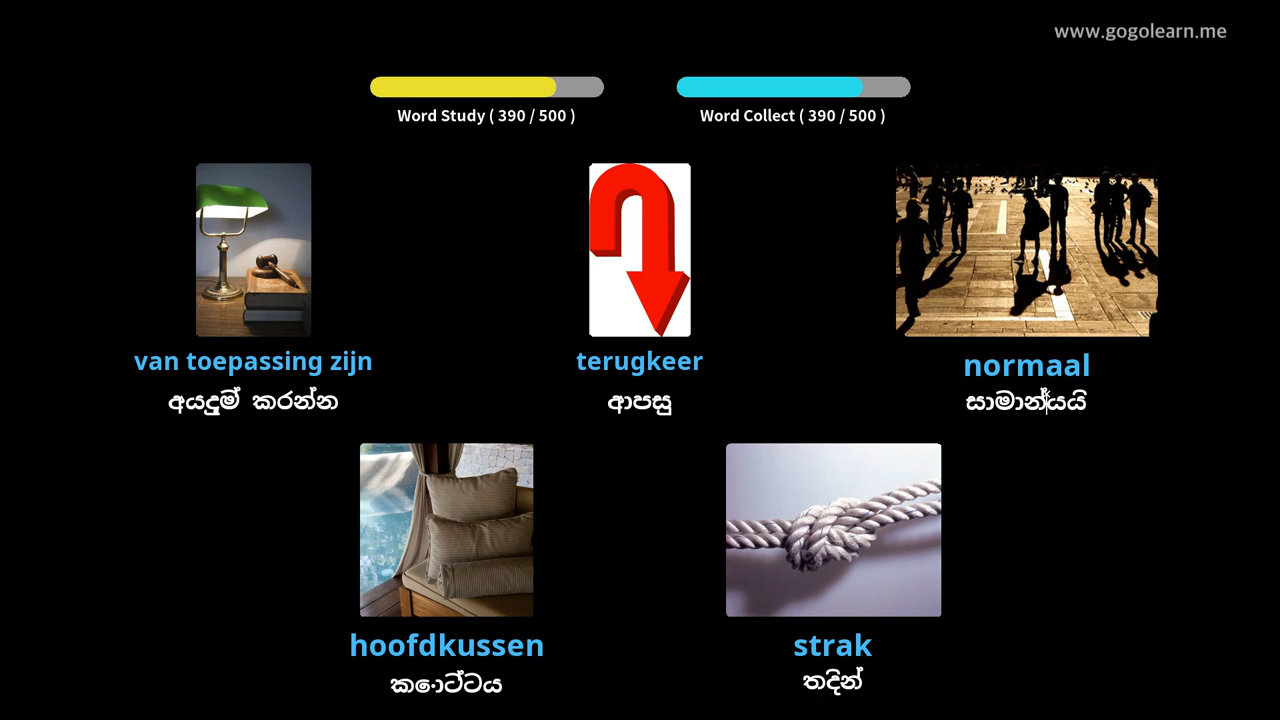 www.gogolearn.me
Word Study ( 390 / 500 )
Word Collect ( 390 / 500 )
van toepassing zijn
අයදුම් කරන්න
terugkeer
ආපසු
normaal
සාමාන්‍යයි
hoofdkussen
කොට්ටය
strak
තදින්